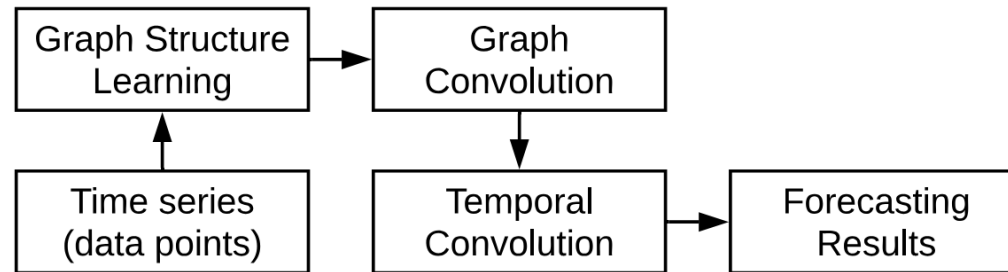 Graph Structure
Learning
Graph
Convolution
Time series
(data points)
Temporal
Convolution
Forecasting
Results